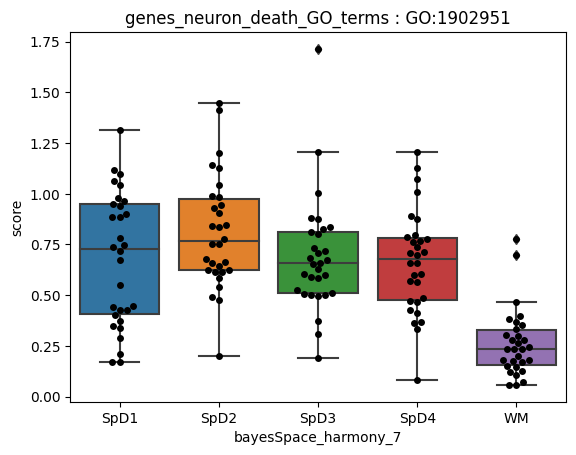 genes_neuron_death_GO_terms : GO:1902951
score
1.75
1.50
1.25
1.00
0.75
0.50
0.25
0.00
SpD1 SpD2 SpD3 SpD4 WM
bayesSpace_harmony_7